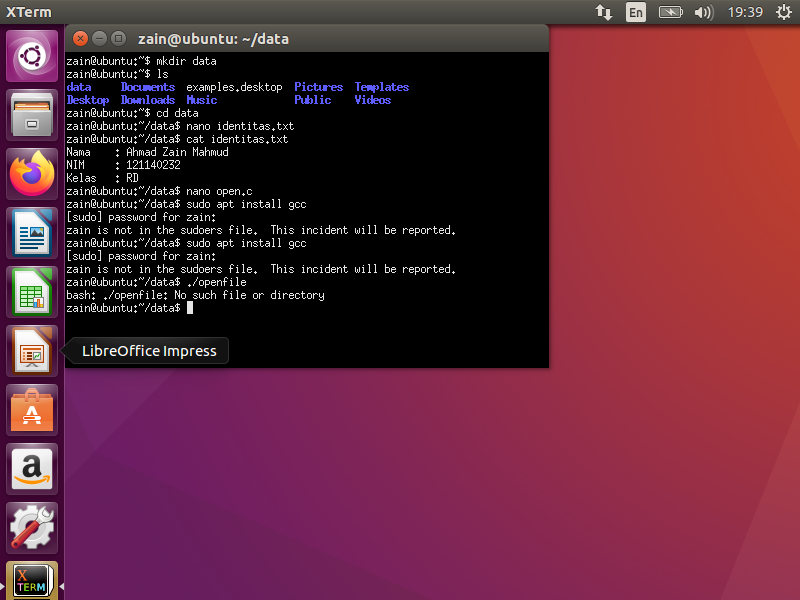 XTerm
En
19:39
zain@ubuntu: ~/data
zain@ubuntu:~$ mkdir data
zain@ubuntu:~$ ls
data     Documents  examples.desktop  Pictures  Templates
Desktop  Downloads  Music             Public    Videos
zain@ubuntu:~$ cd data
zain@ubuntu:~/data$ nano identitas.txt
zain@ubuntu:~/data$ cat identitas.txt
Nama    : Ahmad Zain Mahmud
NIM     : 121140232
Kelas   : RD
zain@ubuntu:~/data$ nano open.c
zain@ubuntu:~/data$ sudo apt install gcc
[sudo] password for zain:
zain is not in the sudoers file.  This incident will be reported.
zain@ubuntu:~/data$ sudo apt install gcc
[sudo] password for zain:
zain is not in the sudoers file.  This incident will be reported.
zain@ubuntu:~/data$ ./openfile
bash: ./openfile: No such file or directory
zain@ubuntu:~/data$
LibreOffice Impress
A
a
X
TERM